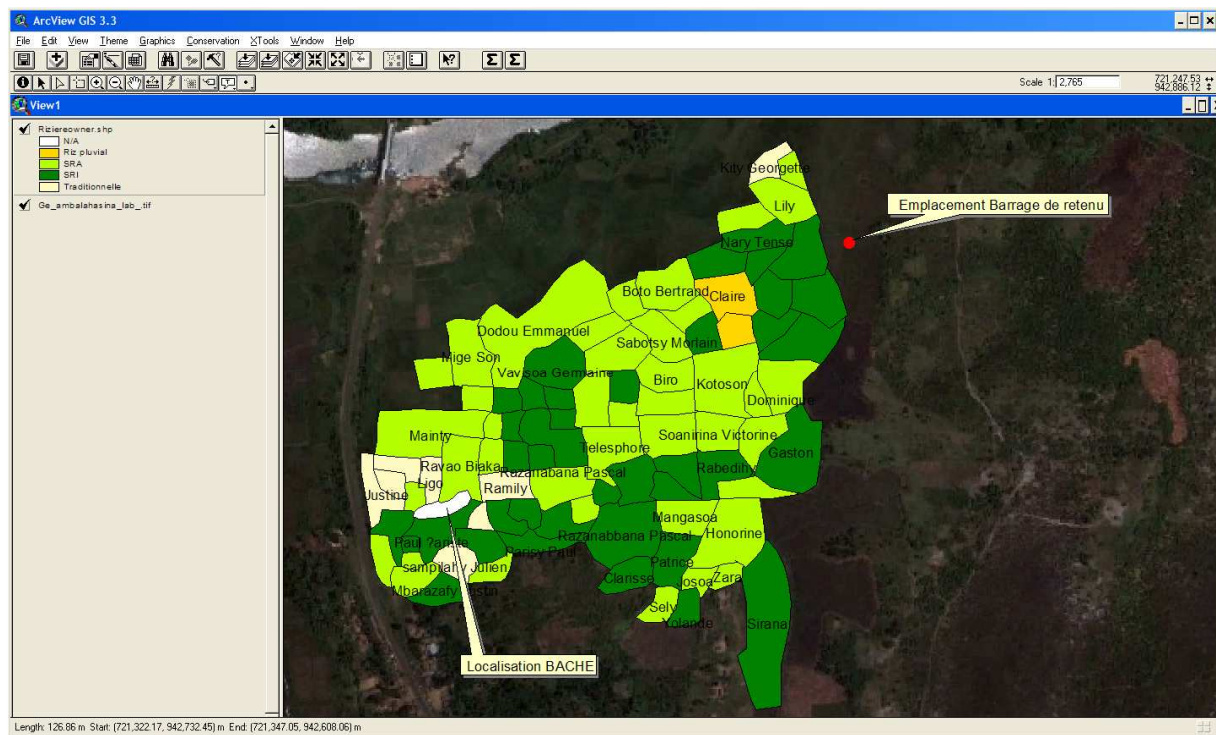 ArcView GIS 3.3
File Edit View Theme Graphics Conservation XTools Window Help
Scale 1: 2,765
721,247.53
942,886.12
View1
Riziereowner.shp
N/A
Riz pluvial
SRA
SRI
Traditionnelle
Ge_ambalahasina_lab_.tif
Kity Georgette
Lily
Emplacement Barrage de retenu
Nary Tense
Boto Bertrand
Claire
Dodou Emmanuel
Sabotsy Morlain
Mige Son
Vavisoa Germaine
Biro
Kotoson
Dominique
Mainty
Telesphore
Soanirina Victorine
Gaston
Ravao Biaka
Razanabana Pascal
Rabedihy
Ligo
Ramily
Justine
Mangasoa
Honorine
Razanabbana Pascal
Parisy Paul
Patrice
sampilahy Julien
Clarisse
Josoa
Zara
Mbarazafy
Sely
Yolande
Sirana
Localisation BACHE
Length: 126.86 m Start: (721,322.17, 942,732.45) m End: (721,347.05, 942,608.06) m